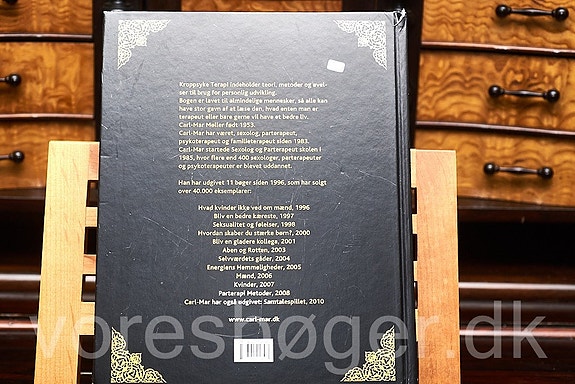 Kroppsyke Terapi indeholder teori, metoder og øvel-
ser til brug for personlig udvikling.
Bogen er lavet til almindelige mennesker, så alle kan
have stor gavn af at læse den, hvad enten man er
terapeut eller bare gerne vil have et bedre liv.
Carl-Mar Møller født 1953.
Carl-Mar har været, sexolog, parterapeut,
psykoterapeut og familieterapeut siden 1983.
Carl-Mar startede Sexolog og Parterapeut skolen i
1985, hvor flere end 400 sexologer, parterapeuter
og psykoterapeuter er blevet uddannet.
Han har udgivet 11 bøger siden 1996, som har solgt
over 40.000 eksemplarer:
Hvad kvinder ikke ved om mænd, 1996
Bliv en bedre kæreste, 1997
Seksualitet og følelser, 1998
Hvordan skaber du stærke børn?, 2000
Bliv en gladere kollega, 2001
Aben og Rotten, 2003
Selvværdets gåder, 2004
Energiens Hemmeligheder, 2005
Mænd, 2006
Kvinder, 2007
Parterapi Metoder, 2008
Carl-Mar har også udgivet: Samtalespillet, 2010
www.carl-mar.dk
voresbøger.dk